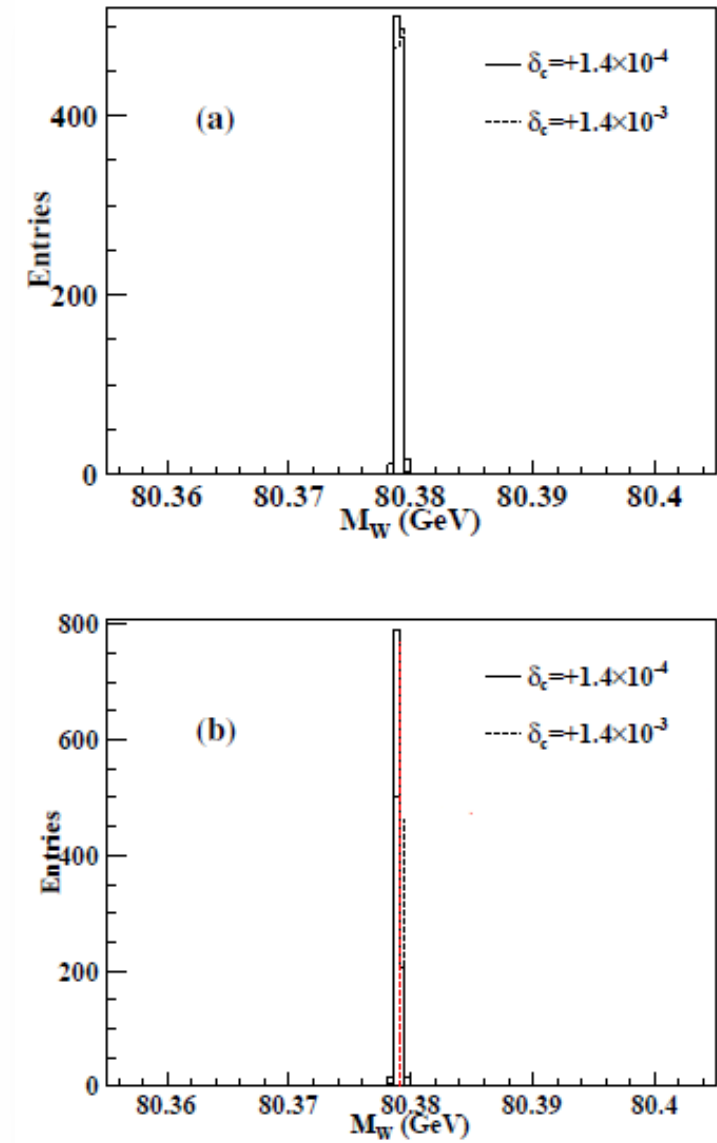 δc=+1.4×10⁻⁴
400
(a)
δc=+1.4×10⁻³
Entries
200
0
80.36 80.37 80.38 80.39 80.4
M_W (GeV)
800
δc=+1.4×10⁻⁴
(b)
δc=+1.4×10⁻³
600
Entries
400
200
0
80.36 80.37 80.38 80.39 80.4
M_W (GeV)